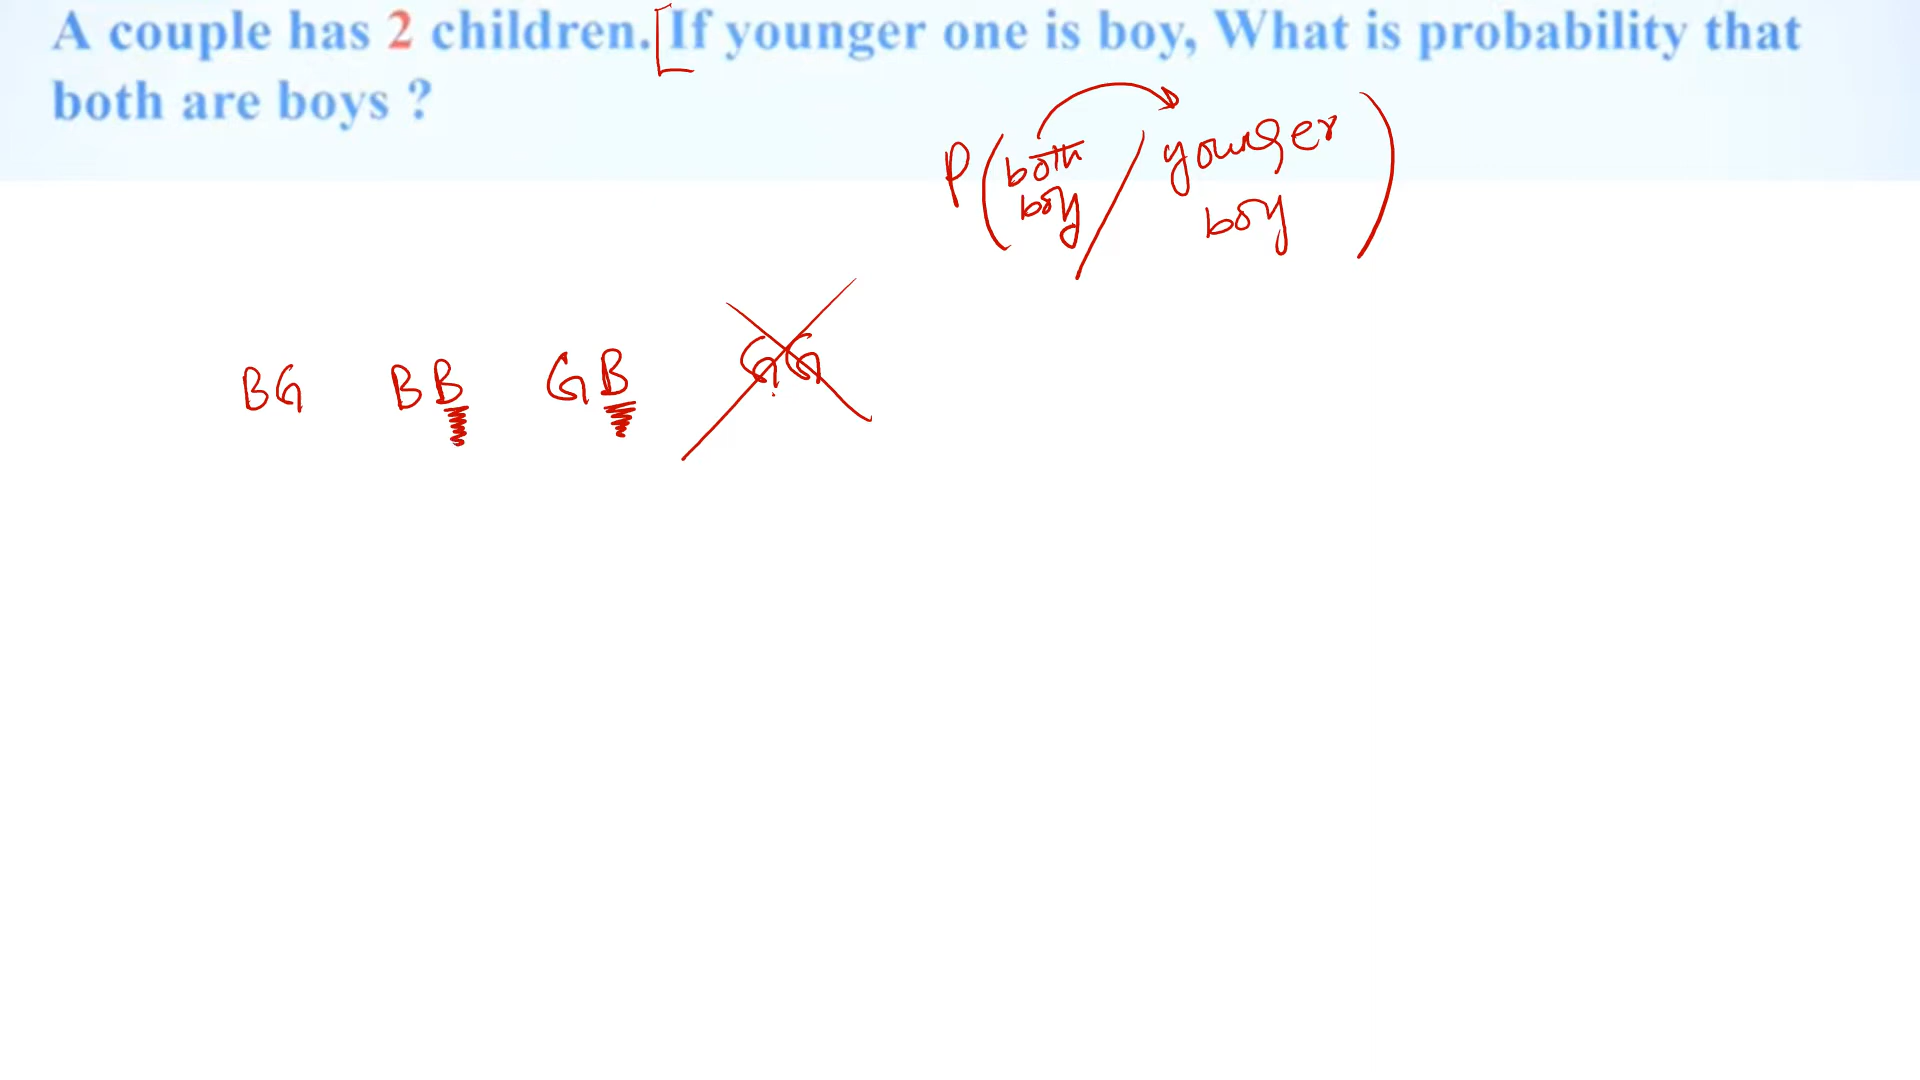 A couple has 2 children. [If younger one is boy, What is probability that
both are boys ?
P(both boy / younger boy)
BG BB GB GG